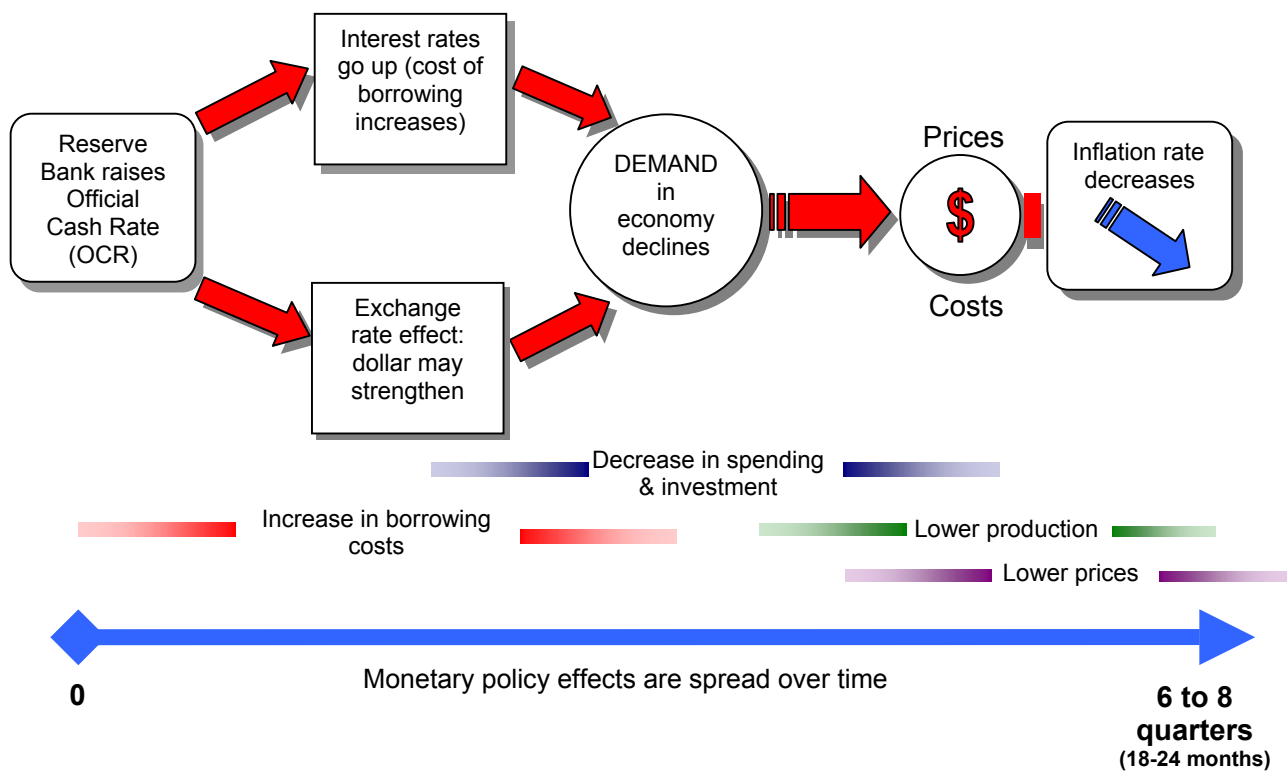 Reserve
Bank raises
Official
Cash Rate
(OCR)
Interest rates
go up (cost of
borrowing
increases)
Exchange
rate effect:
dollar may
strengthen
DEMAND
in
economy
declines
Prices
$
Costs
Inflation rate
decreases
Decrease in spending
& investment
Increase in borrowing
costs
Lower production
Lower prices
Monetary policy effects are spread over time
0
6 to 8
quarters
(18-24 months)